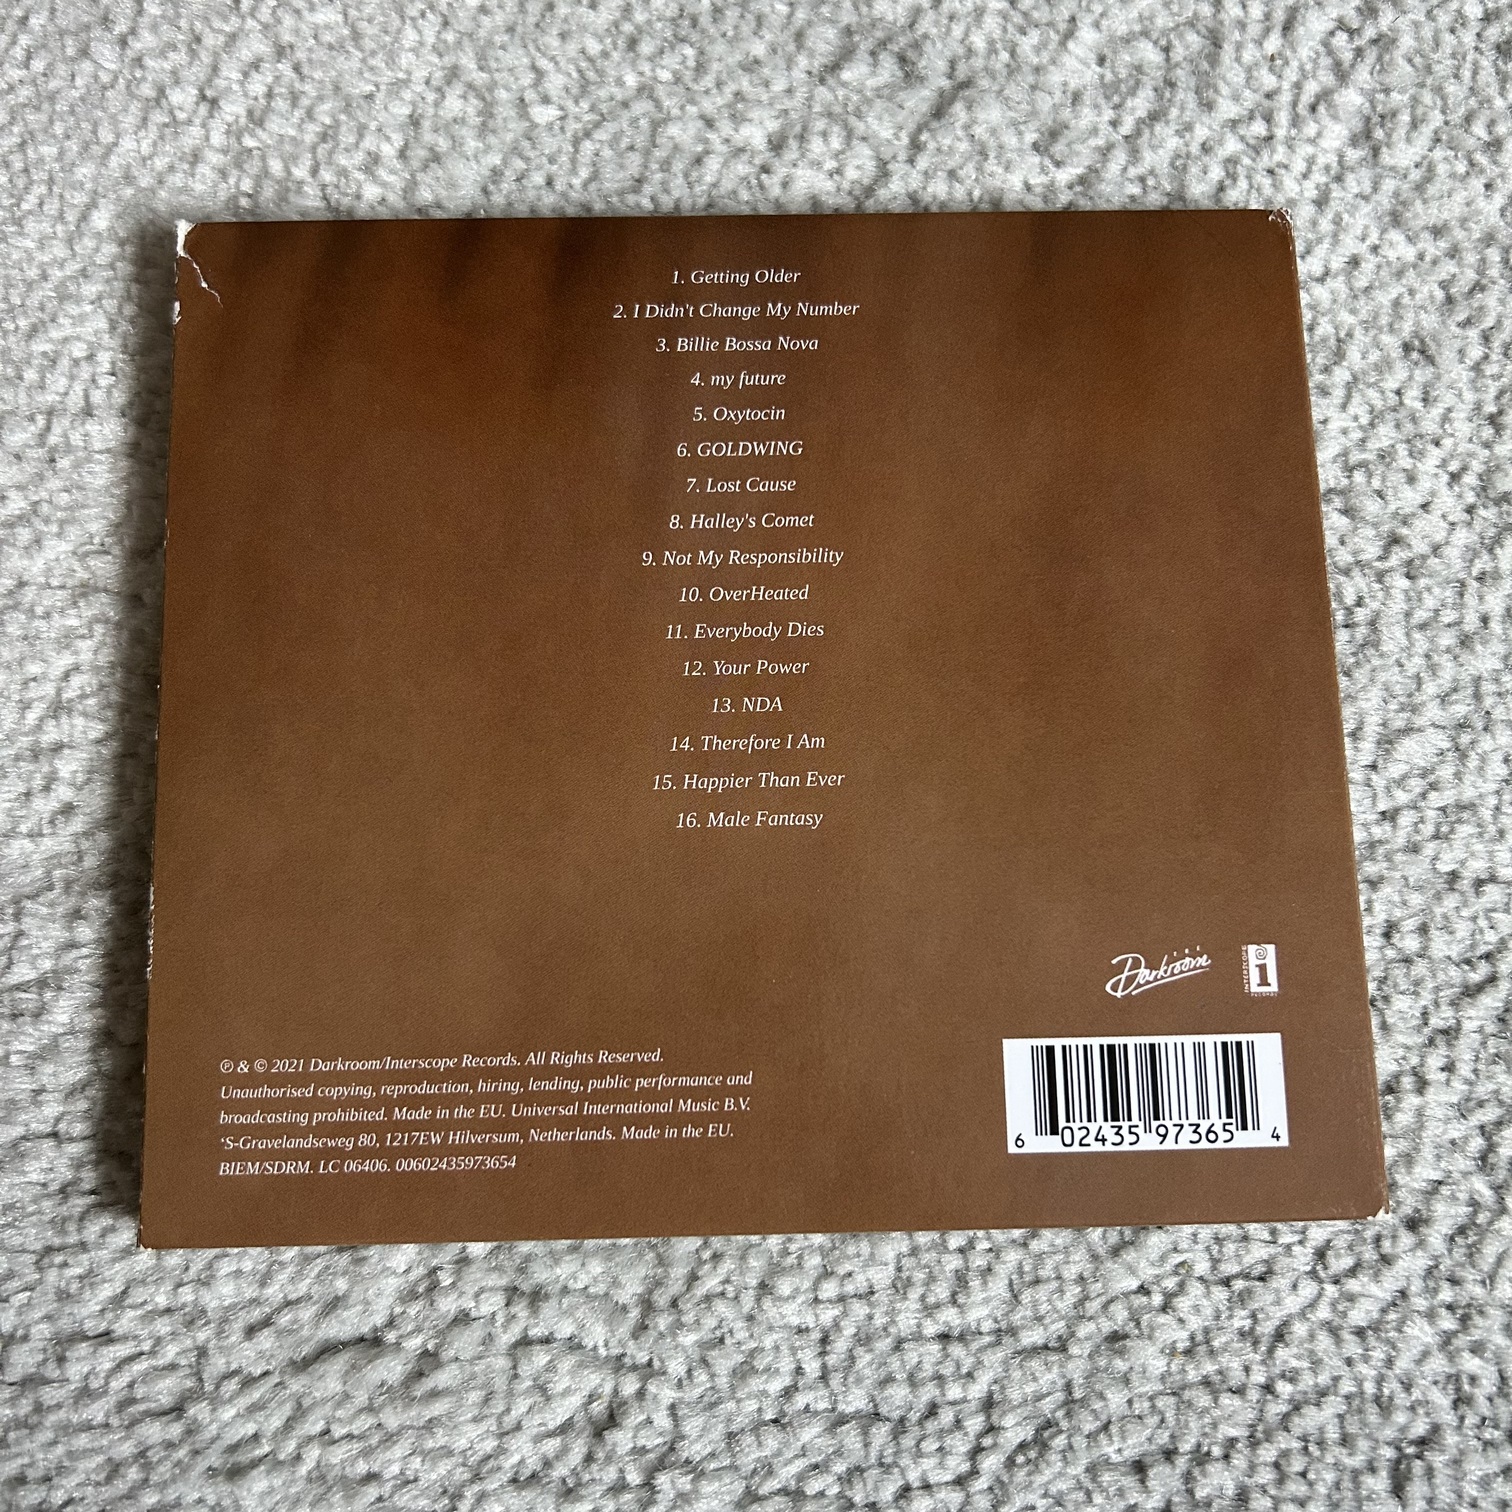 1. Getting Older
2. I Didn't Change My Number
3. Billie Bossa Nova
4. my future
5. Oxytocin
6. GOLDWING
7. Lost Cause
8. Halley's Comet
9. Not My Responsibility
10. OverHeated
11. Everybody Dies
12. Your Power
13. NDA
14. Therefore I Am
15. Happier Than Ever
16. Male Fantasy
THE
Darkroom
INTERSCOPE
i
RECORDS
℗ & © 2021 Darkroom/Interscope Records. All Rights Reserved.
Unauthorised copying, reproduction, hiring, lending, public performance and
broadcasting prohibited. Made in the EU. Universal International Music B.V.
‘S-Gravelandseweg 80, 1217EW Hilversum, Netherlands. Made in the EU.
BIEM/SDRM. LC 06406. 00602435973654
6 02435 97365 4